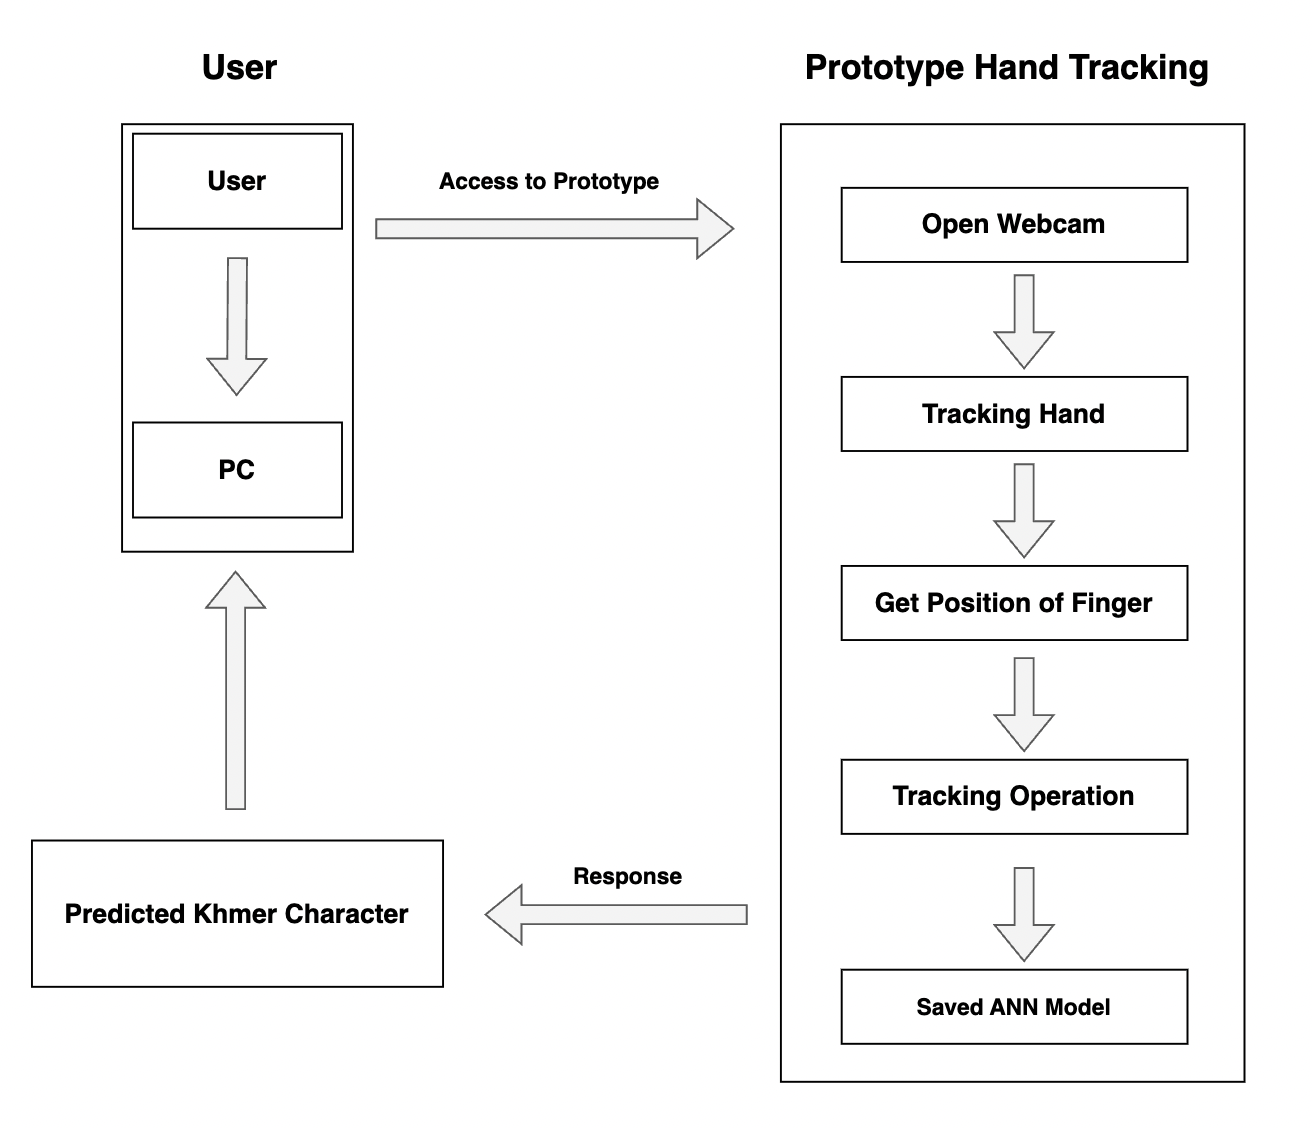 User
Prototype Hand Tracking
User
Access to Prototype
PC
Open Webcam
Tracking Hand
Get Position of Finger
Tracking Operation
Saved ANN Model
Response
Predicted Khmer Character